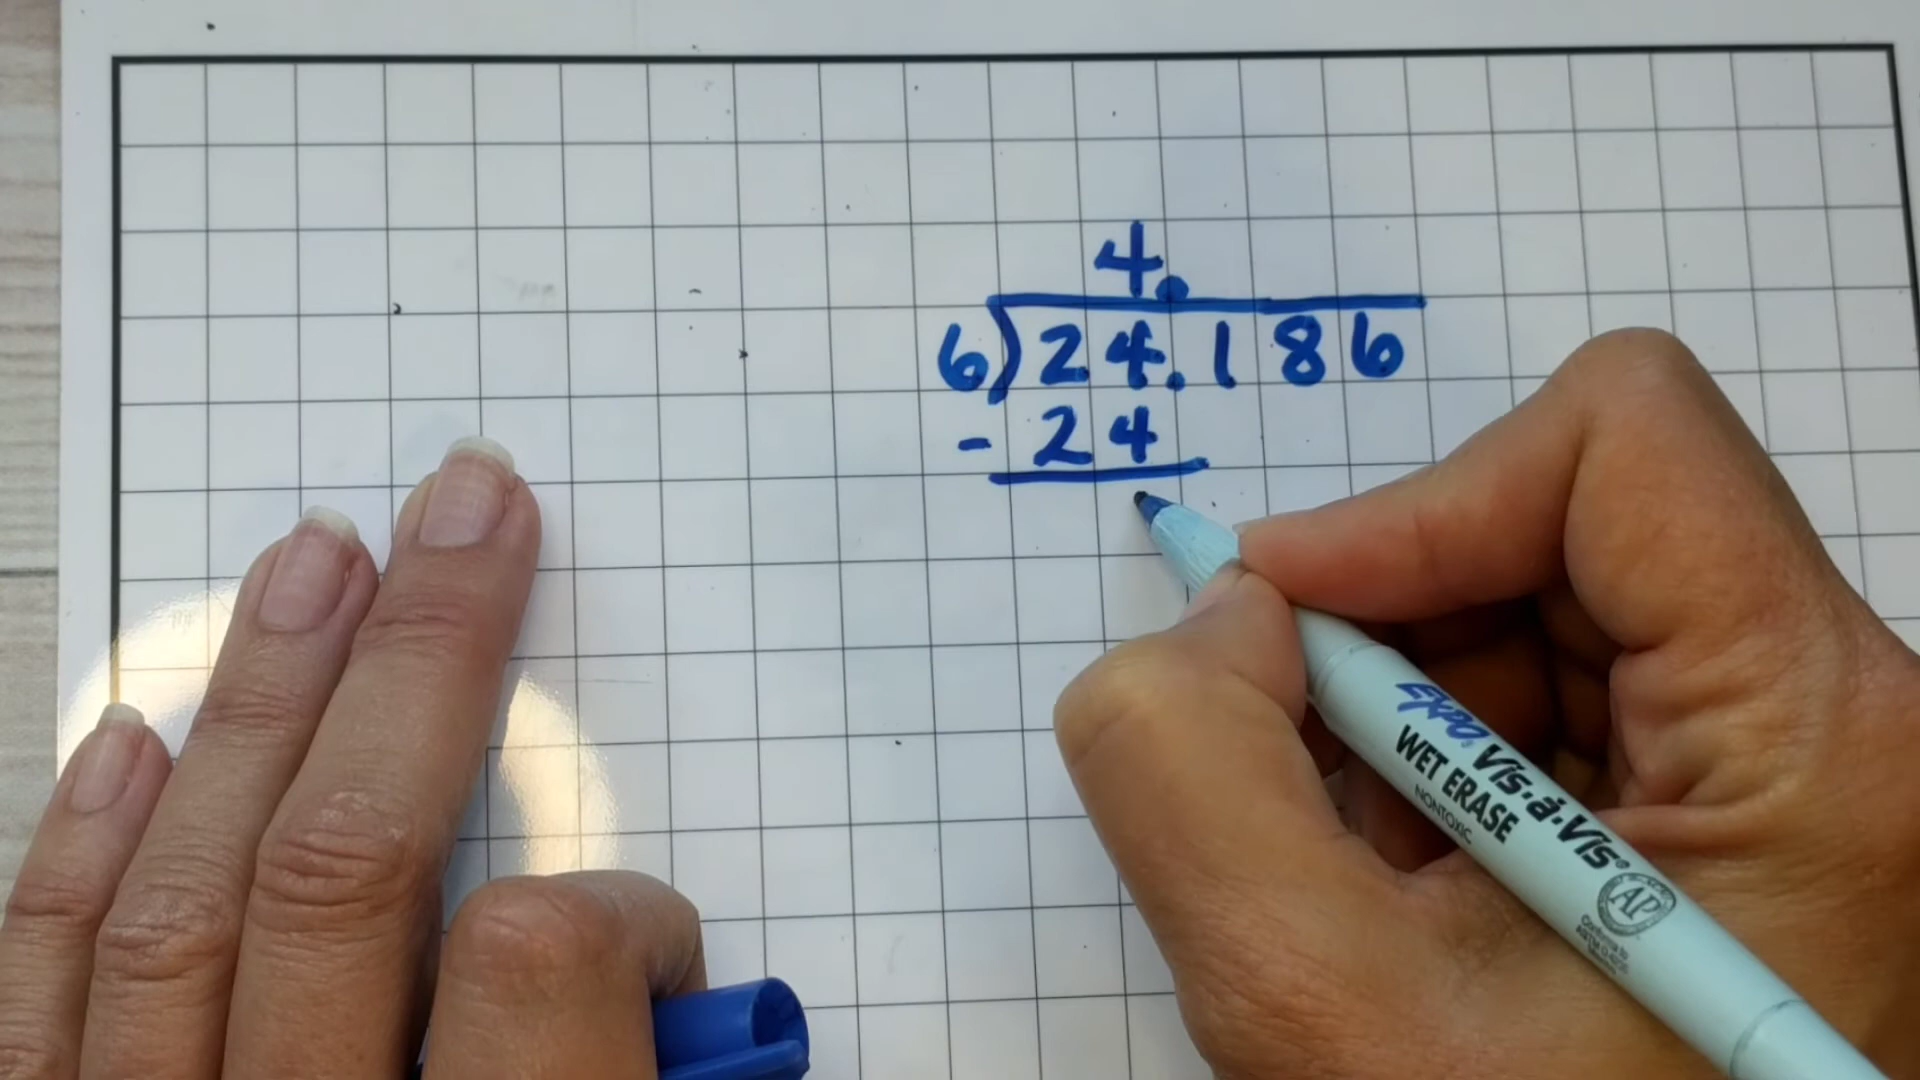 4.
6)24.186
- 24
EXPO
Vis-à-Vis®
WET ERASE
NONTOXIC
AP